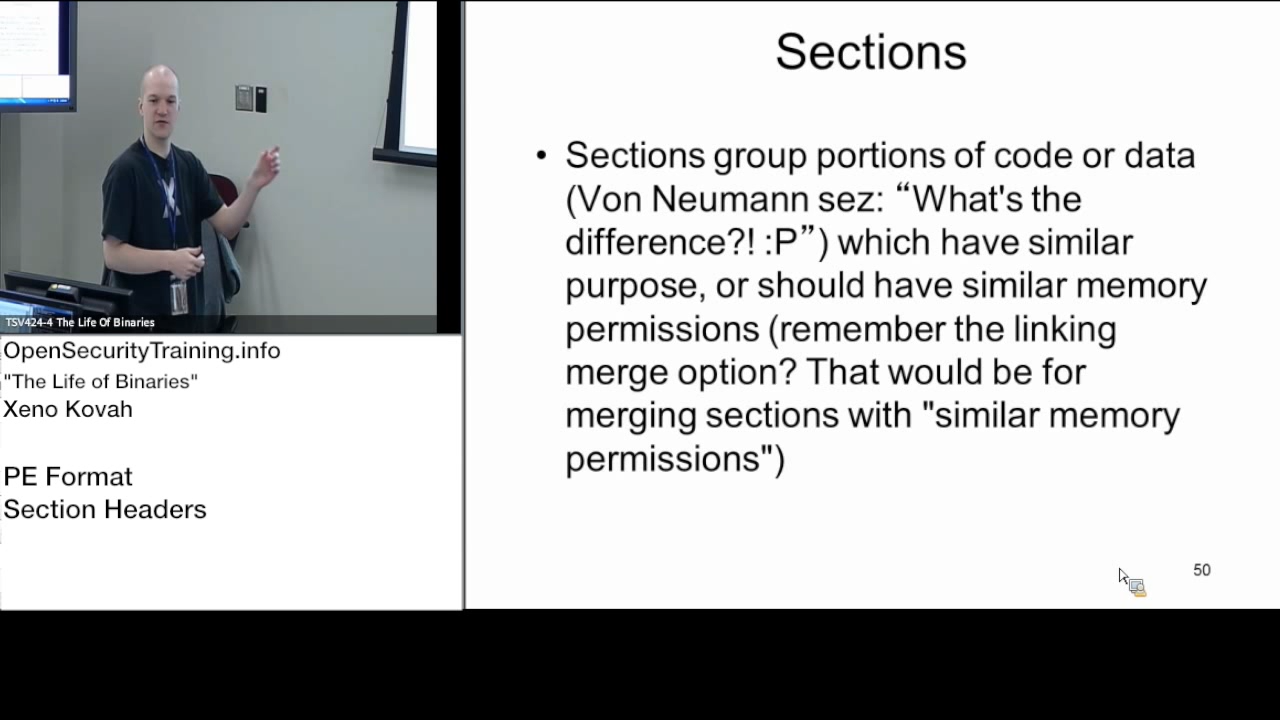 TSV424-4 The Life Of Binaries
OpenSecurityTraining.info
"The Life of Binaries"
Xeno Kovah
PE Format
Section Headers
Sections
• Sections group portions of code or data
(Von Neumann sez: “What's the
difference?! :P”) which have similar
purpose, or should have similar memory
permissions (remember the linking
merge option? That would be for
merging sections with "similar memory
permissions")
50